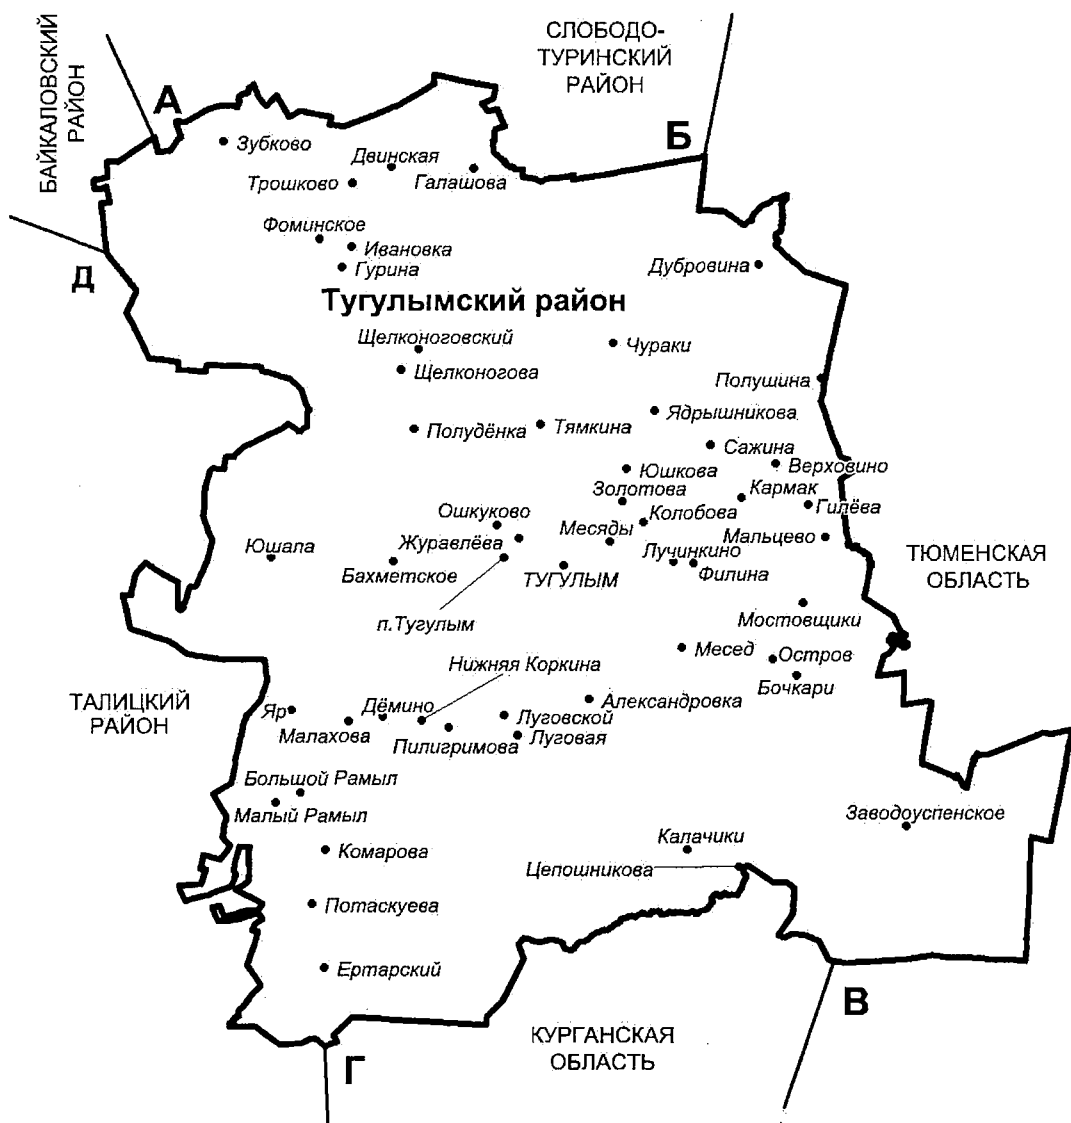 СЛОБОДО-
ТУРИНСКИЙ
РАЙОН
БАЙКАЛОВСКИЙ
РАЙОН
А
Б
Зубково
Двинская
Трошково
Галашова
Фоминское
Ивановка
Гурина
Дубровина
Д
Тугулымский район
Щелконоговский
Чураки
Щелконогова
Полушина
Ядрышникова
Полудёнка
Тямкина
Сажина
Юшкова
Верховино
Золотова
Кармак
Гилёва
Колобова
Ошкуково
Месяды
Мальцево
Журавлёва
Юшала
Лучинкино
Бахметское
ТУГУЛЫМ
Филина
ТЮМЕНСКАЯ
ОБЛАСТЬ
п.Тугулым
Мостовщики
Месед
Остров
Нижняя Коркина
Бочкари
ТАЛИЦКИЙ
РАЙОН
Александровка
Яр
Дёмино
Малахова
Луговской
Пилигримова
Луговая
Большой Рамыл
Малый Рамыл
Заводоуспенское
Калачики
Комарова
Цепошникова
Потаскуева
Ертарский
В
КУРГАНСКАЯ
ОБЛАСТЬ
Г